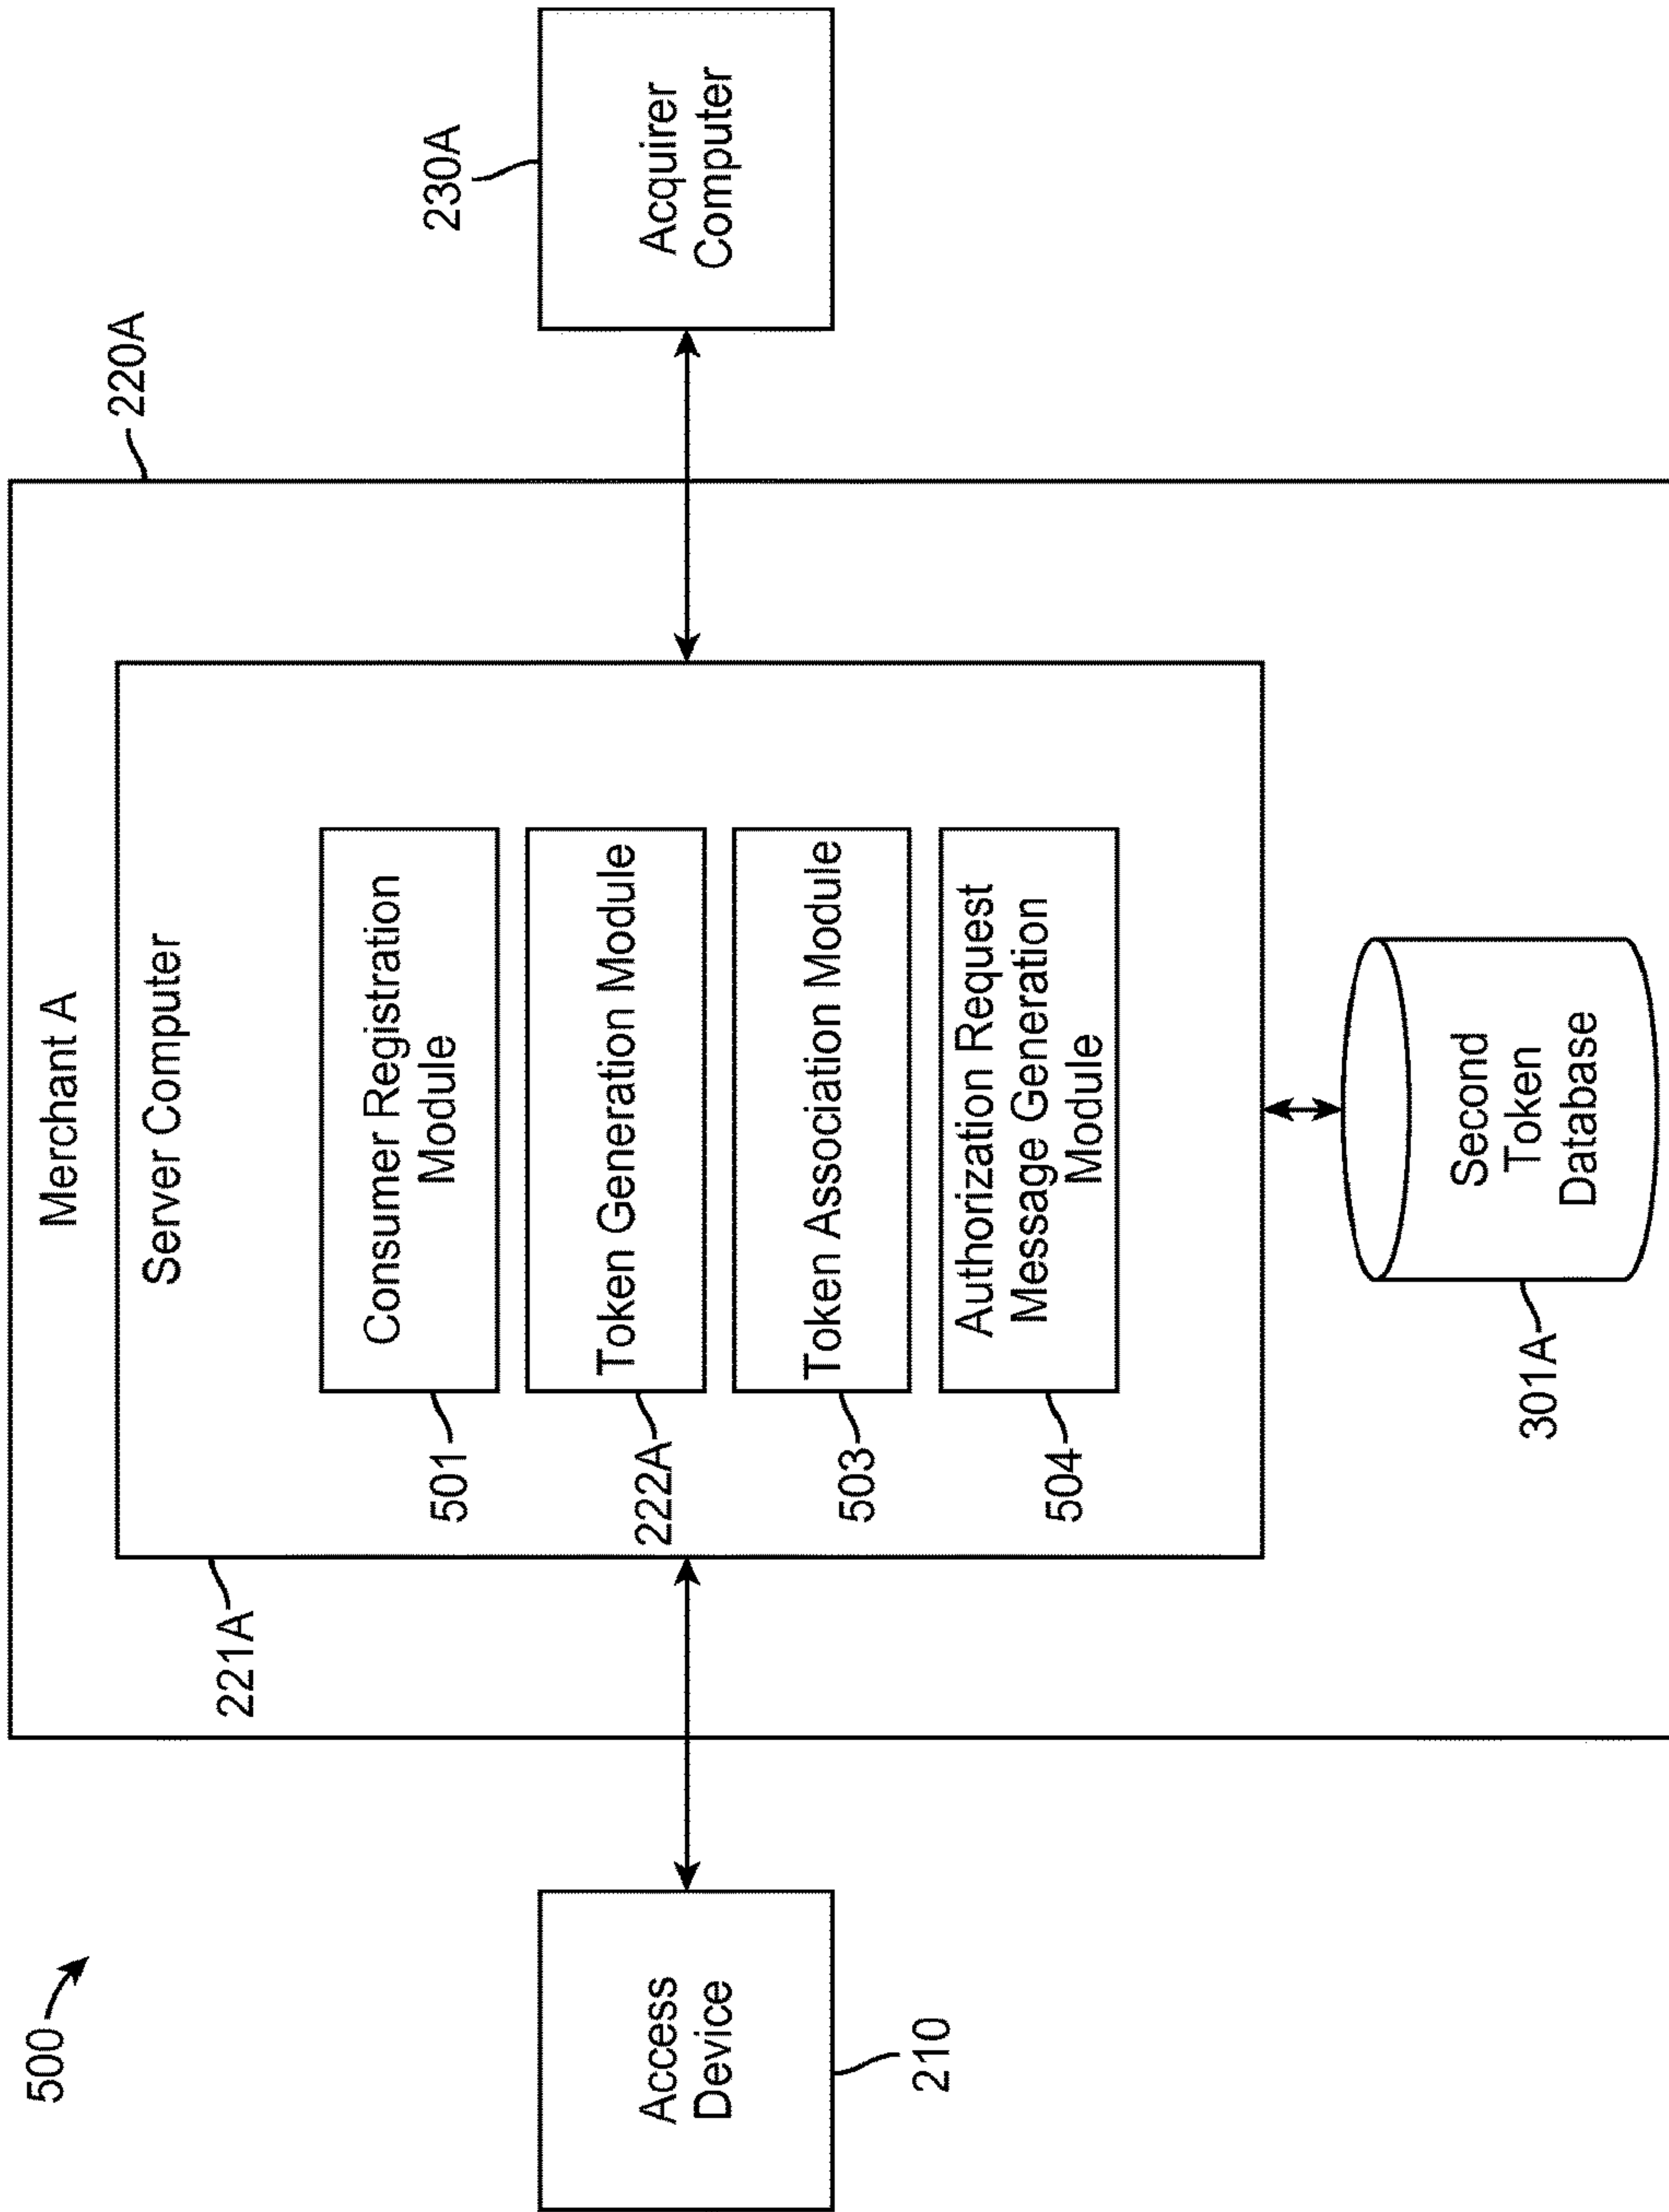 500
Merchant A
220A
Server Computer
221A
Consumer Registration
Module
501
Token Generation Module
222A
Token Association Module
503
Authorization Request
Message Generation
Module
504
Access
Device
210
Acquirer
Computer
230A
Second
Token
Database
301A